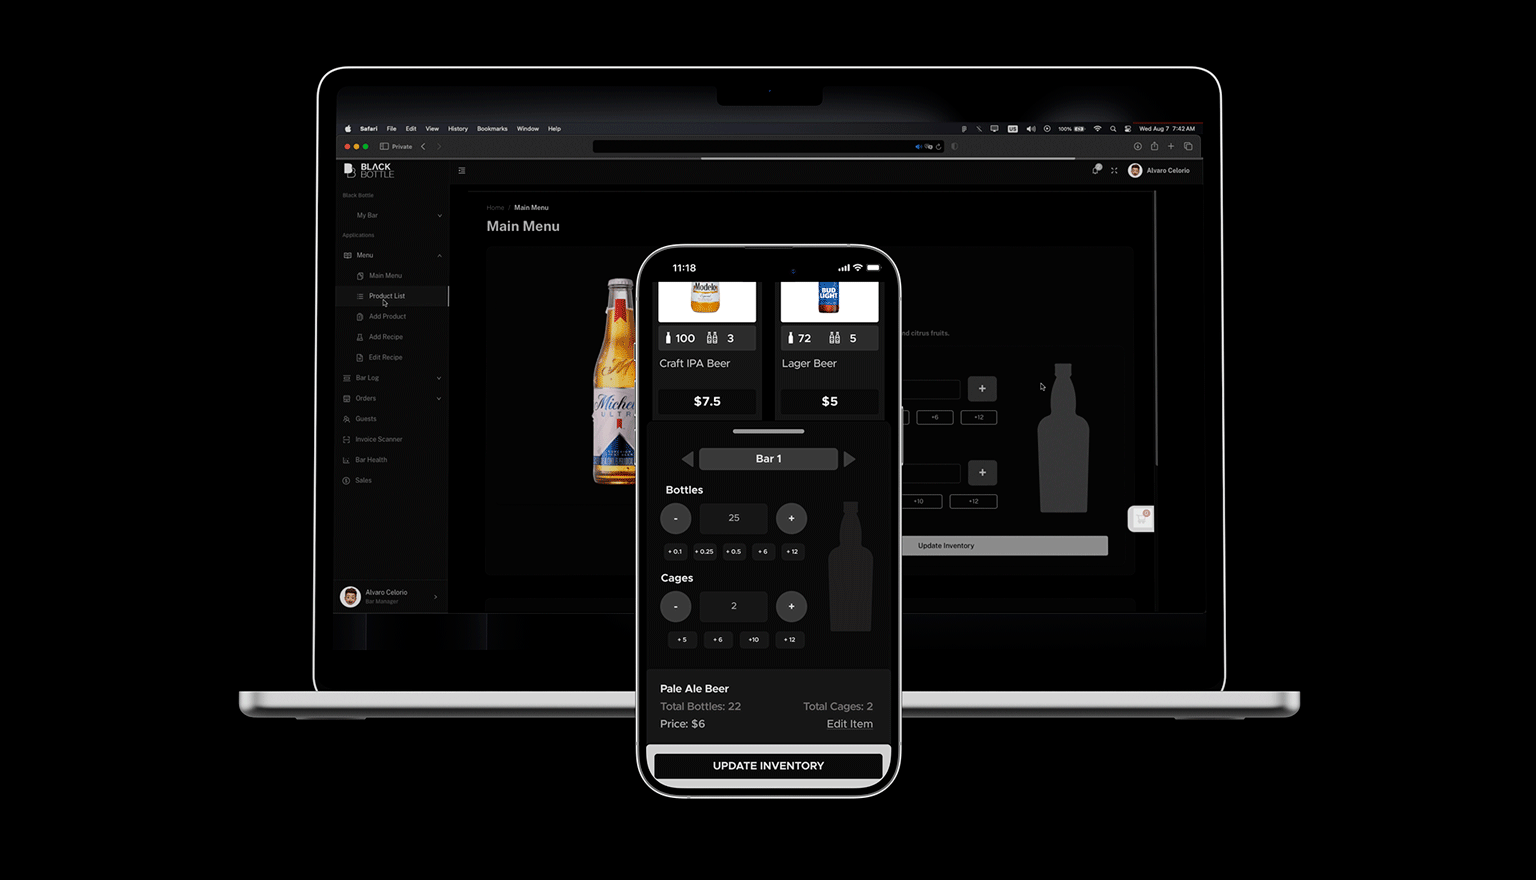 Safari File Edit View History Bookmarks Window Help
US 100% Wed Aug 7 7:42 AM
Private
BLACK
BOTTLE
Alvaro Celorio
Black Bottle
My Bar
Applications
Menu
Main Menu
Product List
Add Product
Add Recipe
Edit Recipe
Bar Log
Orders
Guests
Invoice Scanner
Bar Health
Sales
Alvaro Celorio
Bar Manager
Home / Main Menu
Main Menu
nd citrus fruits.
+
+6 +12
+
+10 +12
0
Update Inventory
11:18
Modelo
BUD
LIGHT
100 3
Craft IPA Beer
$7.5
72 5
Lager Beer
$5
Bar 1
Bottles
- 25 +
+ 0.1 + 0.25 + 0.5 + 6 + 12
Cages
- 2 +
+ 5 + 6 +10 + 12
Pale Ale Beer
Total Bottles: 22 Total Cages: 2
Price: $6 Edit Item
UPDATE INVENTORY